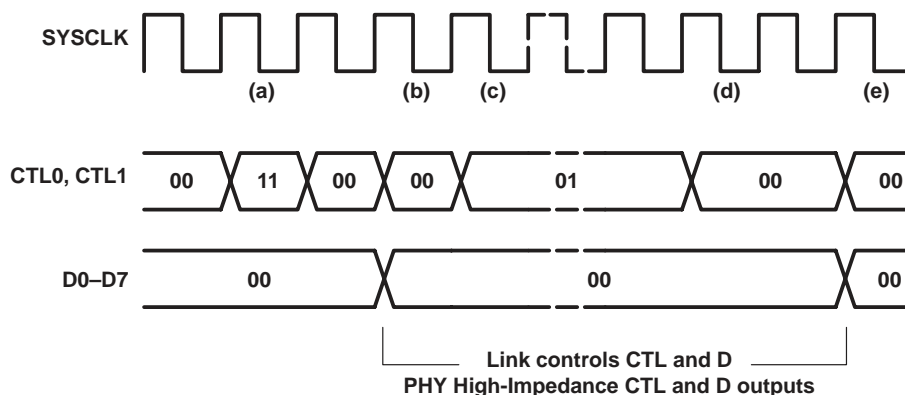 SYSCLK
(a) (b) (c) (d) (e)
CTL0, CTL1 00 11 00 00 01 00 00
D0–D7 00 00 00
Link controls CTL and D
PHY High-Impedance CTL and D outputs